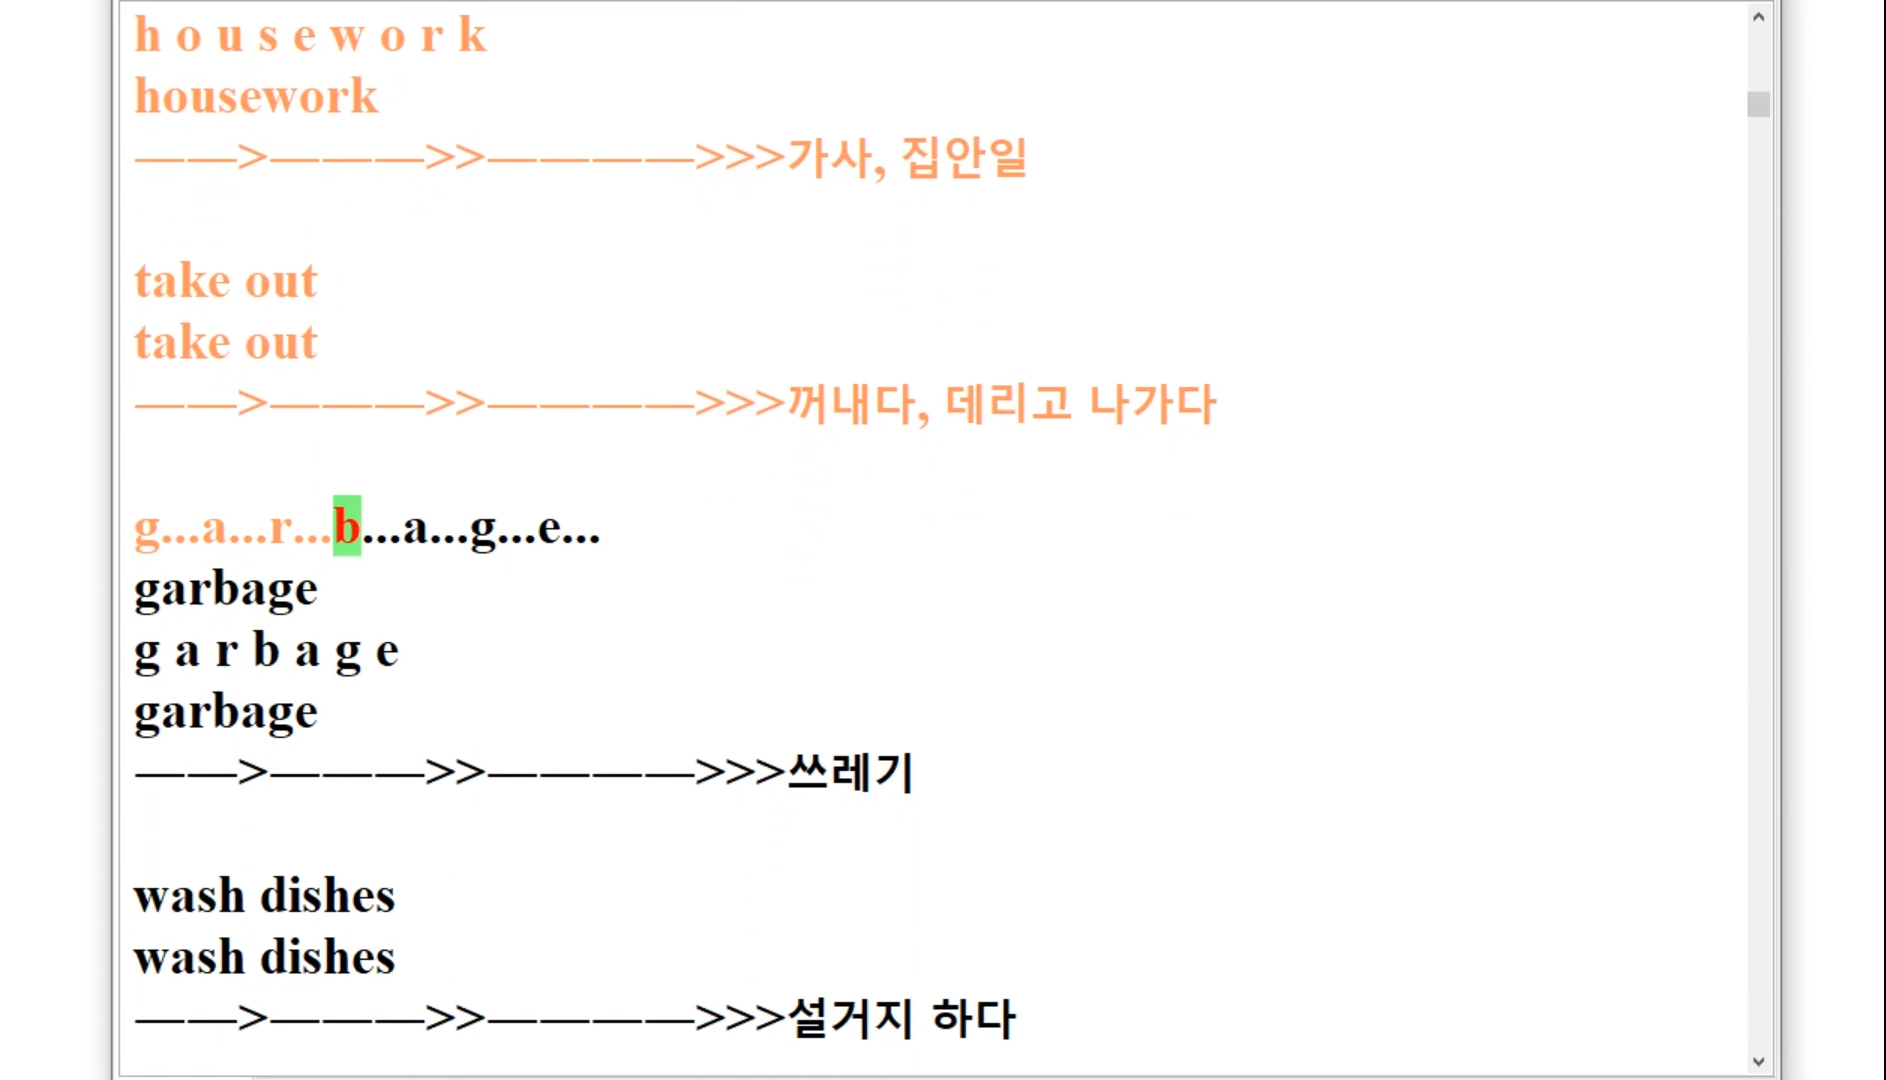 h o u s e w o r k
housework
——>———>>————>>>가사, 집안일
take out
take out
——>———>>————>>>꺼내다, 데리고 나가다
g...a...r...b...a...g...e...
garbage
g a r b a g e
garbage
——>———>>————>>>쓰레기
wash dishes
wash dishes
——>———>>————>>>설거지 하다